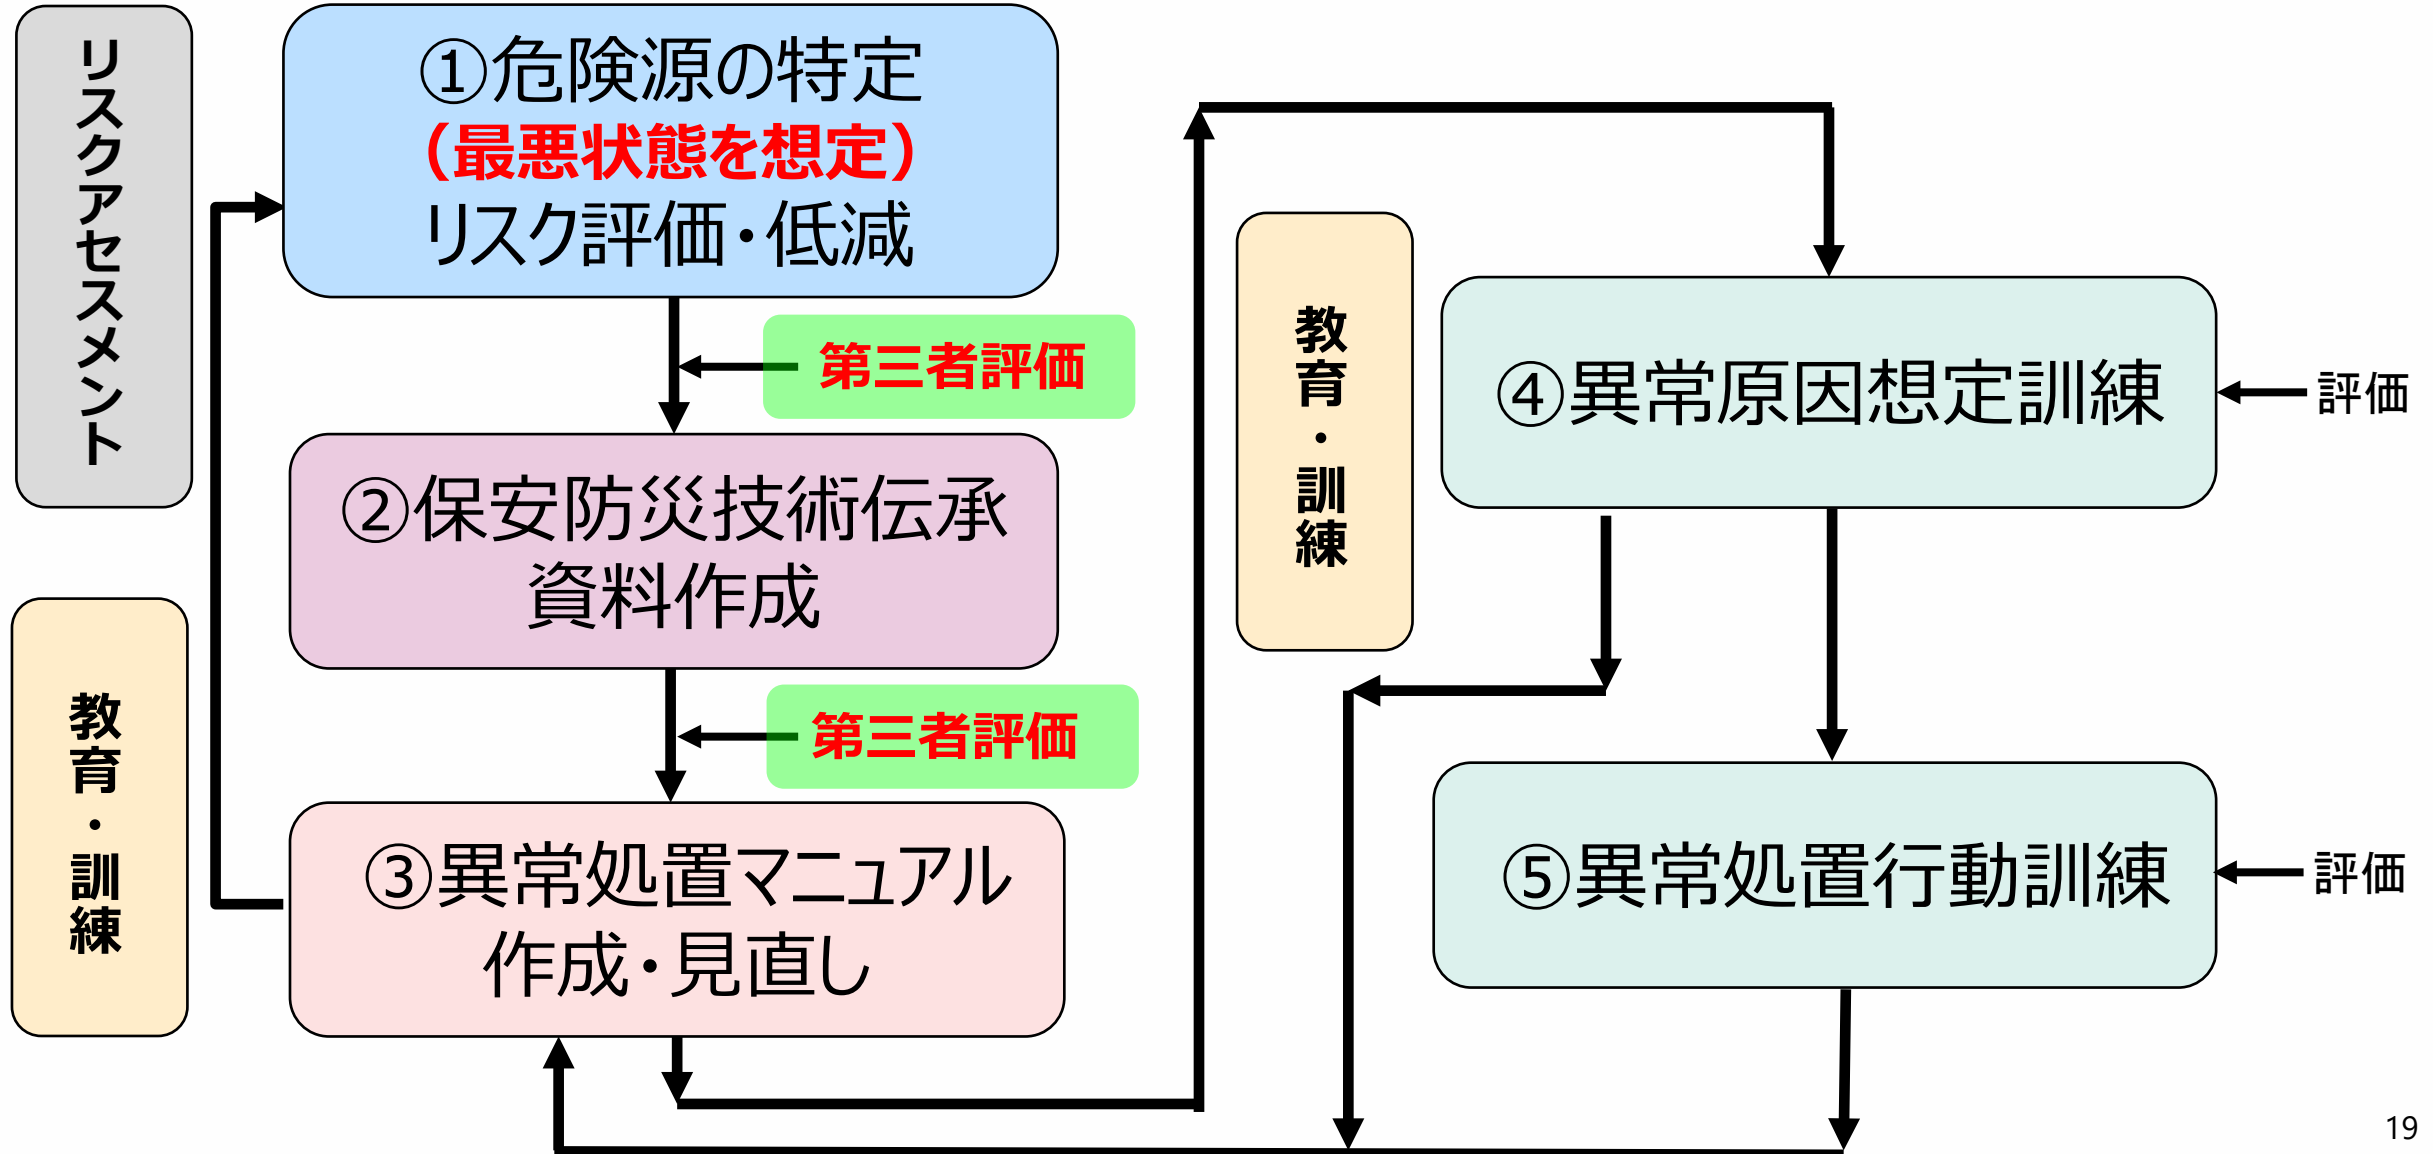 リスクアセスメント
①危険源の特定
（最悪状態を想定）
リスク評価・低減
第三者評価
②保安防災技術伝承
資料作成
第三者評価
教育・訓練
③異常処置マニュアル
作成・見直し
教育・訓練
④異常原因想定訓練
評価
⑤異常処置行動訓練
評価
19